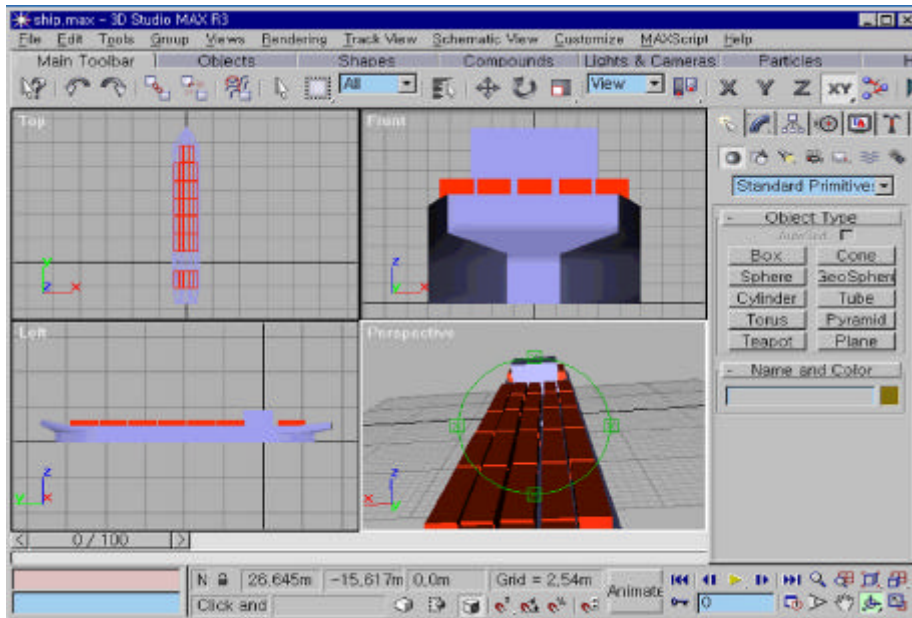 ship.max - 3D Studio MAX R3
File Edit Tools Group Views Rendering Track View Schematic View Customize MAXScript Help
Main Toolbar Objects Shapes Compounds Lights & Cameras Particles H
All View X Y Z XY
Top Front
Standard Primitives
Object Type
Box Cone
Sphere GeoSphere
Cylinder Tube
Torus Pyramid
Teapot Plane
Name and Color
z y x
z x
Left Perspective
z y x
z x
0 / 100
N 26,645m -15,617m 0,0m Grid = 2,54m Animate
Click and 0